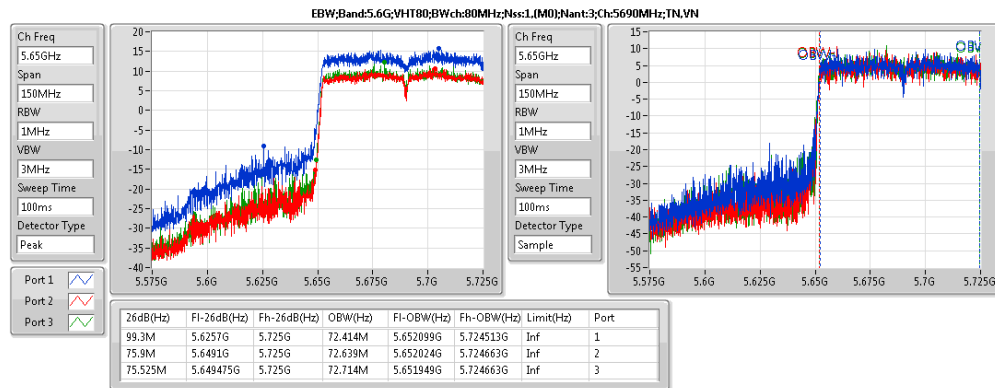 EBW;Band:5.6G;VHT80;BWch:80MHz;Nss:1,(M0);Nant:3;Ch:5690MHz;TN,VN
Ch Freq
5.65GHz
Span
150MHz
RBW
1MHz
VBW
3MHz
Sweep Time
100ms
Detector Type
Peak
20
15
10
5
0
-5
-10
-15
-20
-25
-30
-35
-40
5.575G
5.6G
5.625G
5.65G
5.675G
5.7G
5.725G
Ch Freq
5.65GHz
Span
150MHz
RBW
1MHz
VBW
3MHz
Sweep Time
100ms
Detector Type
Sample
15
10
5
0
-5
-10
-15
-20
-25
-30
-35
-40
-45
-50
-55
5.575G
5.6G
5.625G
5.65G
5.675G
5.7G
5.725G
Port 1
Port 2
Port 3
26dB(Hz) Fl-26dB(Hz) Fh-26dB(Hz) OBW(Hz) Fl-OBW(Hz) Fh-OBW(Hz) Limit(Hz) Port
99.3M 5.6257G 5.725G 72.414M 5.652099G 5.724513G Inf 1
75.9M 5.6491G 5.725G 72.639M 5.652024G 5.724663G Inf 2
75.525M 5.649475G 5.725G 72.714M 5.651949G 5.724663G Inf 3